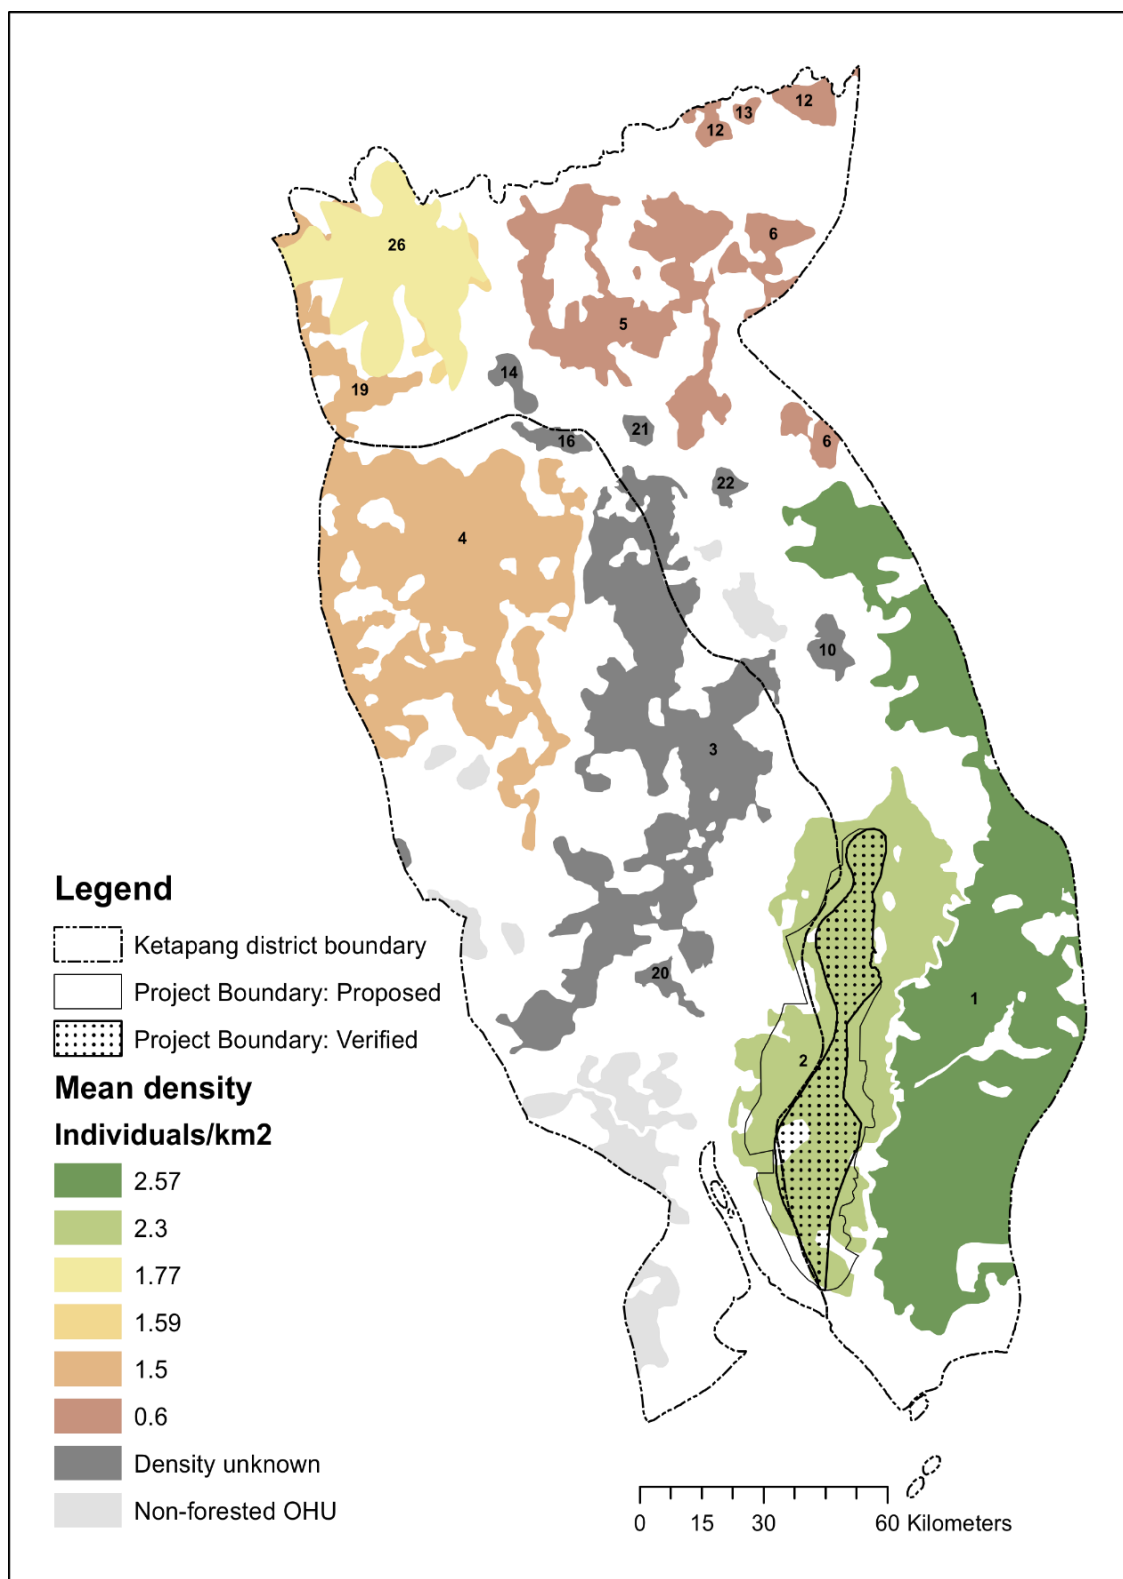 12
13
12
26
6
5
14
19
21
6
16
22
4
10
3
20
1
2
Legend
Ketapang district boundary
Project Boundary: Proposed
Project Boundary: Verified
Mean density
Individuals/km2
2.57
2.3
1.77
1.59
1.5
0.6
Density unknown
Non-forested OHU
0 15 30 60 Kilometers